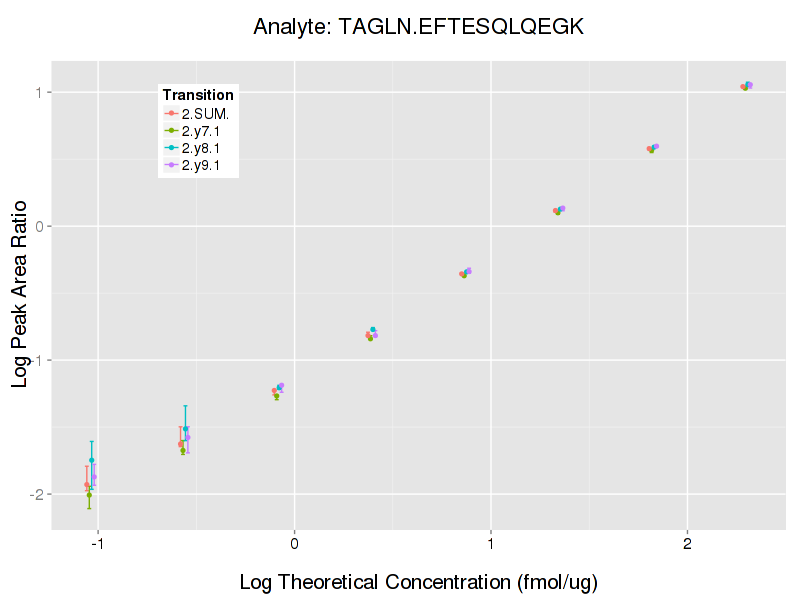 Analyte: TAGLN.EFTESQLQEGK
Transition
2.SUM.
2.y7.1
2.y8.1
2.y9.1
Log Peak Area Ratio
1
0
-1
-2
-1
0
1
2
Log Theoretical Concentration (fmol/ug)